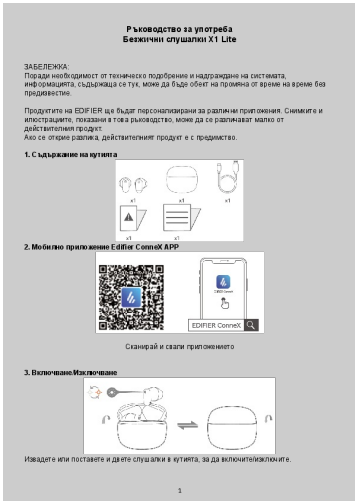 Ръководство за употреба
Безжични слушалки X1 Lite
ЗАБЕЛЕЖКА:
Поради необходимост от техническо подобрение и надграждане на системата,
информацията, съдържаща се тук, може да бъде обект на промяна от време на време без
предизвестие.
Продуктите на EDIFIER ще бъдат персонализирани за различни приложения. Снимките и
илюстрациите, показани в това ръководство, може да се различават малко от
действителния продукт.
Ако се открие разлика, действителният продукт е с предимство.
1. Съдържание на кутията
x1 x1 x1
x1 x1
2. Мобилно приложение Edifier ConneX APP
EDIFIER ConneX
Сканирай и свали приложението
3. Включване/Изключване
Извадете или поставете и двете слушалки в кутията, за да включите/изключите.
1